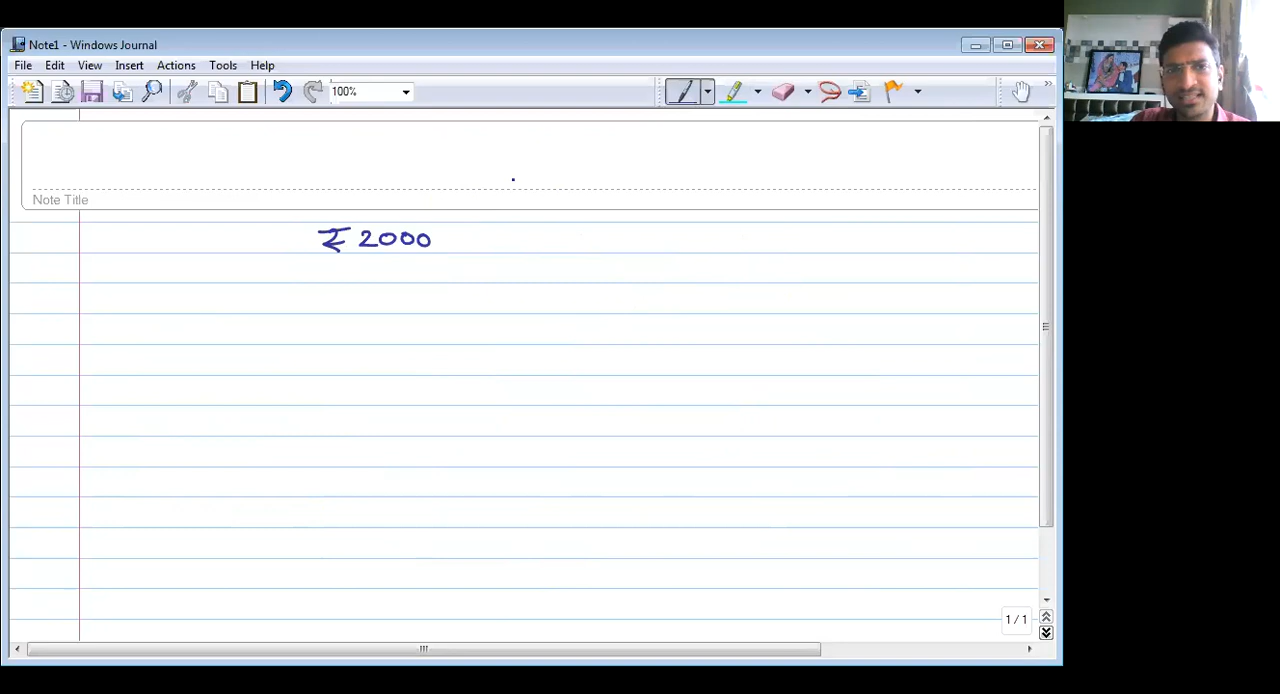 Note1 - Windows Journal
File Edit View Insert Actions Tools Help
100%
Note Title
₹ 2000
1 / 1